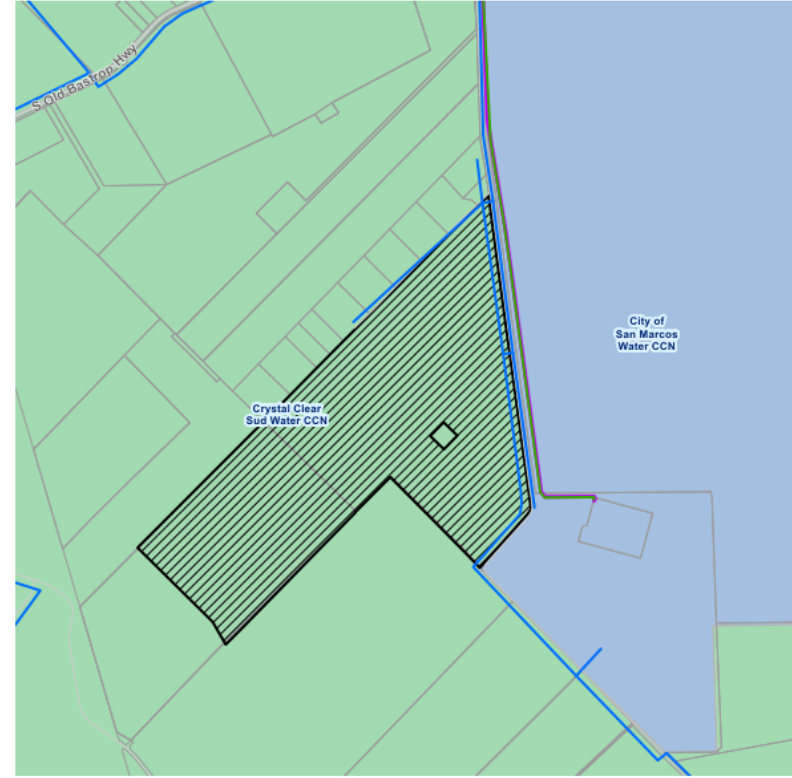 S Old Bastrop Hwy
City of
San Marcos
Water CCN
Crystal Clear
Sud Water CCN